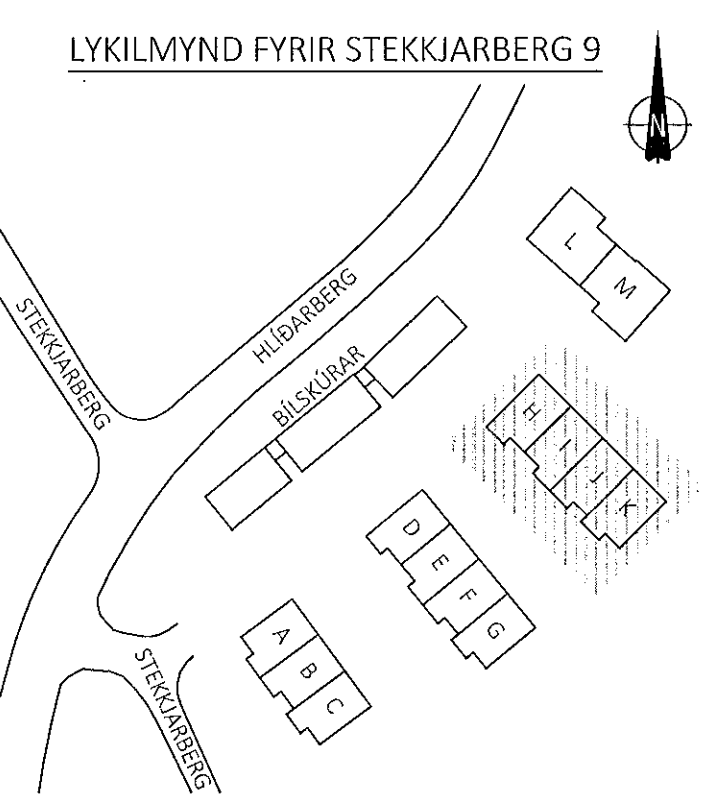 LYKILMYND FYRIR STEKKJARBERG 9
N
L
M
HLÍÐARBERG
STEKKJARBERG
BÍLSKÚRAR
H
I
J
K
D
E
F
G
A
B
C
STEKKJARBERG